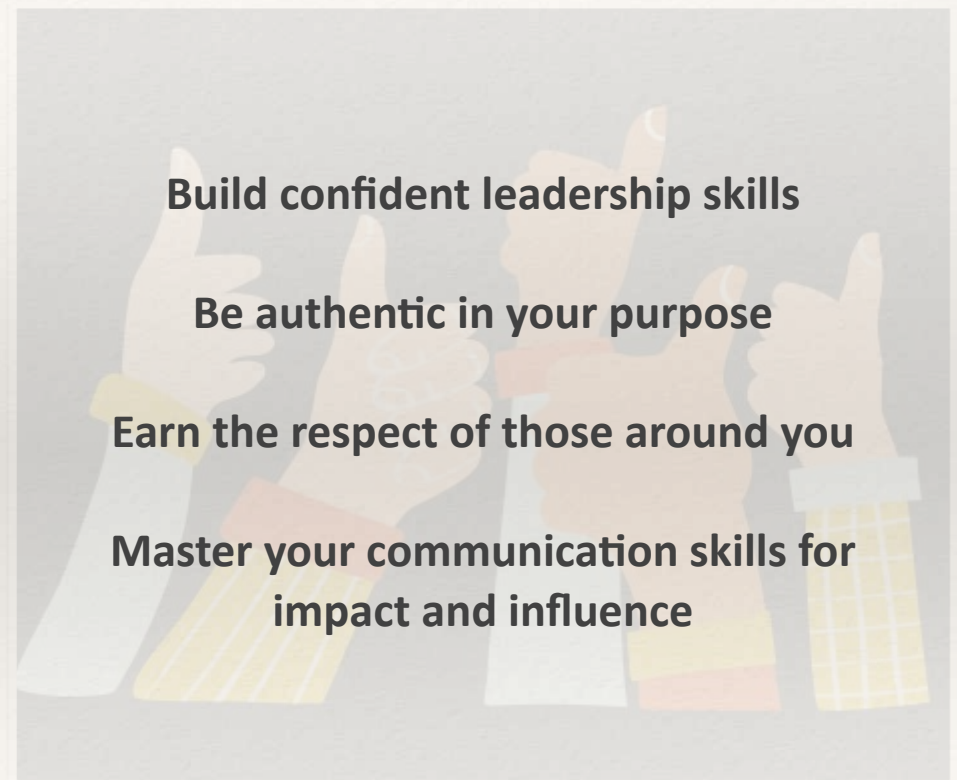 Build confident leadership skills
Be authentic in your purpose
Earn the respect of those around you
Master your communication skills for
impact and influence